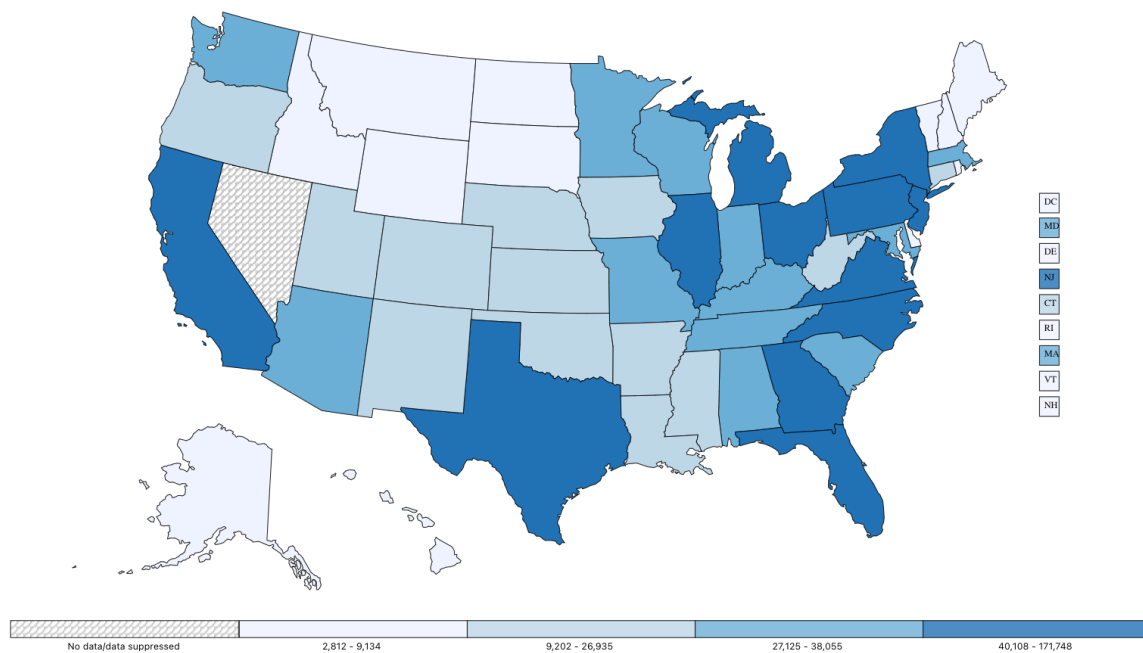 DC
MD
DE
NJ
CT
RI
MA
VT
NH
No data/data suppressed
2,812 - 9,134
9,202 - 26,935
27,125 - 38,055
40,108 - 171,748